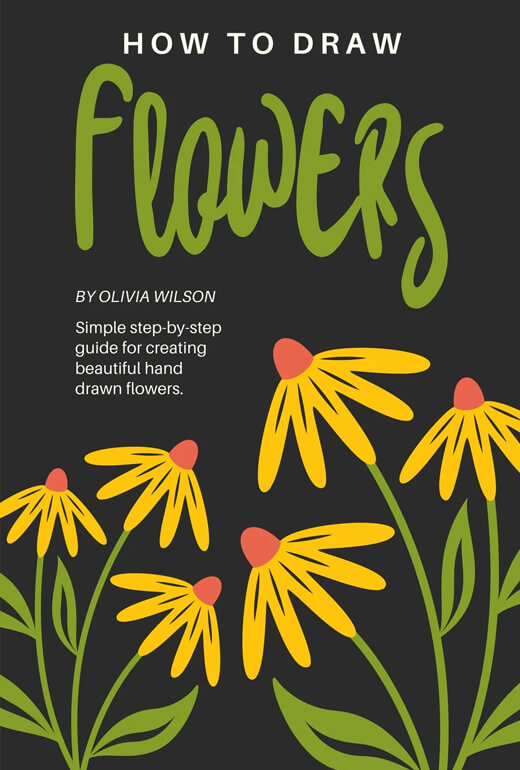 HOW TO DRAW
FLOWERS
BY OLIVIA WILSON
Simple step-by-step
guide for creating
beautiful hand
drawn flowers.